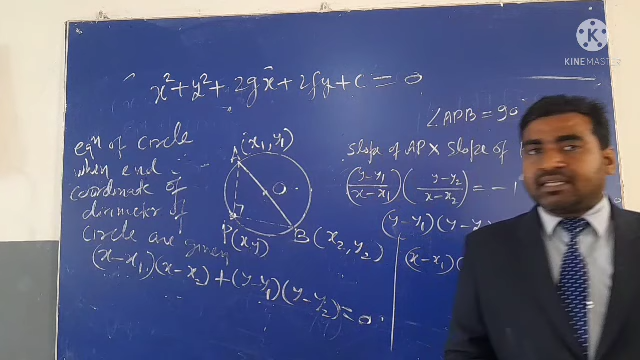 KINEMASTER
x² + y² + 2gx + 2fy + c = 0
eqⁿ of circle
when end
coordinate of
diameter of
circle are given
A (x₁, y₁)
O
P(x y)
B (x₂, y₂)
(x-x₁)(x-x₂) + (y-y₁)(y-y₂) = 0
∠APB = 90°
slope of AP × slope of
(y-y₁ / x-x₁) (y-y₂ / x-x₂) = -1
(y-y₁)(y-y₂
(x-x₁)(